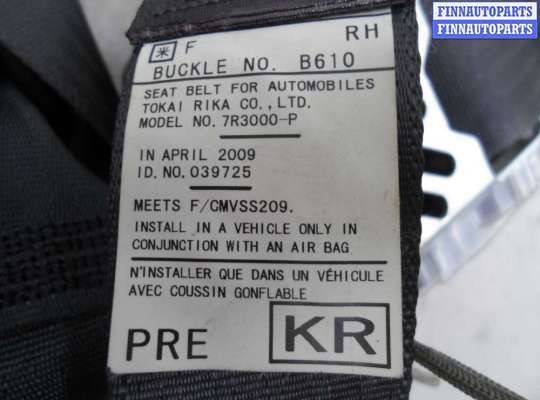 FINNAUTOPARTS
FINNAUTOPARTS
* F RH
BUCKLE NO. B610
SEAT BELT FOR AUTOMOBILES
TOKAI RIKA CO., LTD.
MODEL NO. 7R3000-P
IN APRIL 2009
ID. NO. 039725
MEETS F/CMVSS209.
INSTALL IN A VEHICLE ONLY IN
CONJUNCTION WITH AN AIR BAG
N'INSTALLER QUE DANS UN VÉHICULE
AVEC COUSSIN GONFLABLE
PRE KR